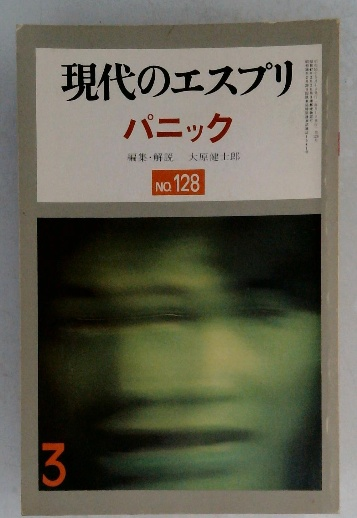 現代のエスプリ
パニック
編集・解説　大原健士郎
NO. 128
3